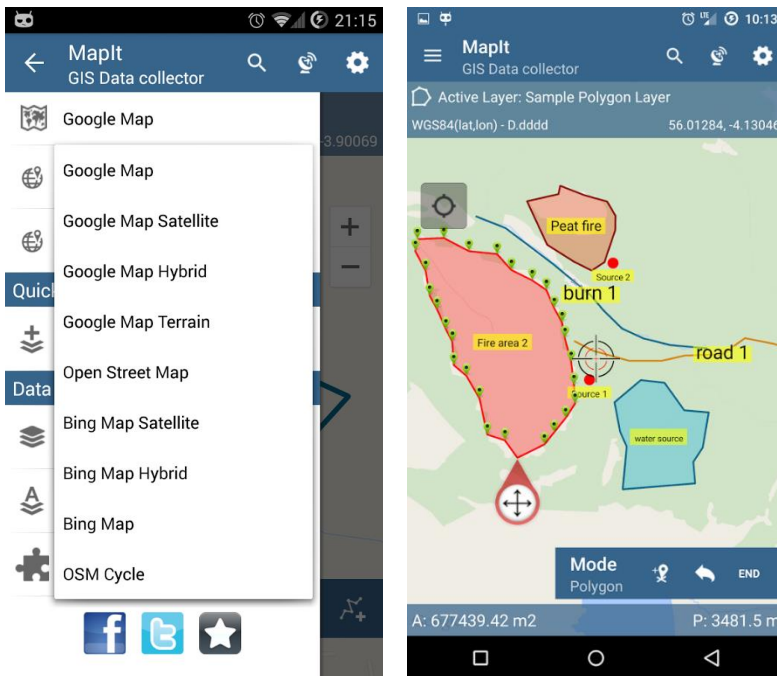 21:15
MapIt
GIS Data collector
Google Map
-3.90069
Google Map
Google Map Satellite
Google Map Hybrid
Quick
Google Map Terrain
Open Street Map
Data
Bing Map Satellite
Bing Map Hybrid
Bing Map
OSM Cycle
10:13
MapIt
GIS Data collector
Active Layer: Sample Polygon Layer
WGS84(lat,lon) - D.dddd
56.01284, -4.13046
Peat fire
Source 2
burn 1
Fire area 2
road 1
Source 1
water source
Mode
Polygon
END
A: 677439.42 m2
P: 3481.5 m